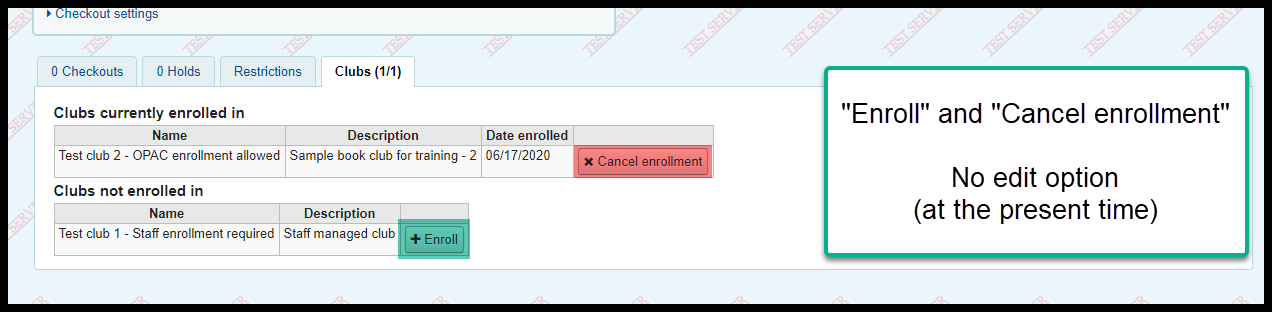 Checkout settings
0 Checkouts
0 Holds
Restrictions
Clubs (1/1)
Clubs currently enrolled in
Name Description Date enrolled
Test club 2 - OPAC enrollment allowed Sample book club for training - 2 06/17/2020 Cancel enrollment
Clubs not enrolled in
Name Description
Test club 1 - Staff enrollment required Staff managed club Enroll
"Enroll" and "Cancel enrollment"
No edit option
(at the present time)
TEST SERVER